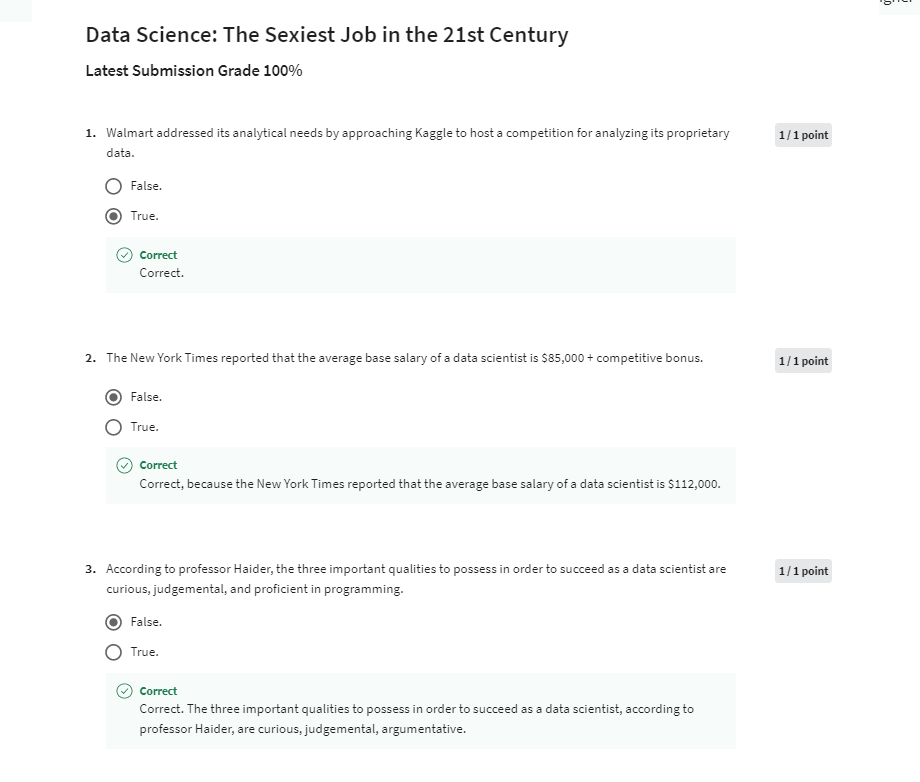 Data Science: The Sexiest Job in the 21st Century
Latest Submission Grade 100%
1. Walmart addressed its analytical needs by approaching Kaggle to host a competition for analyzing its proprietary
data.
1 / 1 point
False.
True.
Correct
Correct.
2. The New York Times reported that the average base salary of a data scientist is $85,000 + competitive bonus.
1 / 1 point
False.
True.
Correct
Correct, because the New York Times reported that the average base salary of a data scientist is $112,000.
3. According to professor Haider, the three important qualities to possess in order to succeed as a data scientist are
curious, judgemental, and proficient in programming.
1 / 1 point
False.
True.
Correct
Correct. The three important qualities to possess in order to succeed as a data scientist, according to
professor Haider, are curious, judgemental, argumentative.